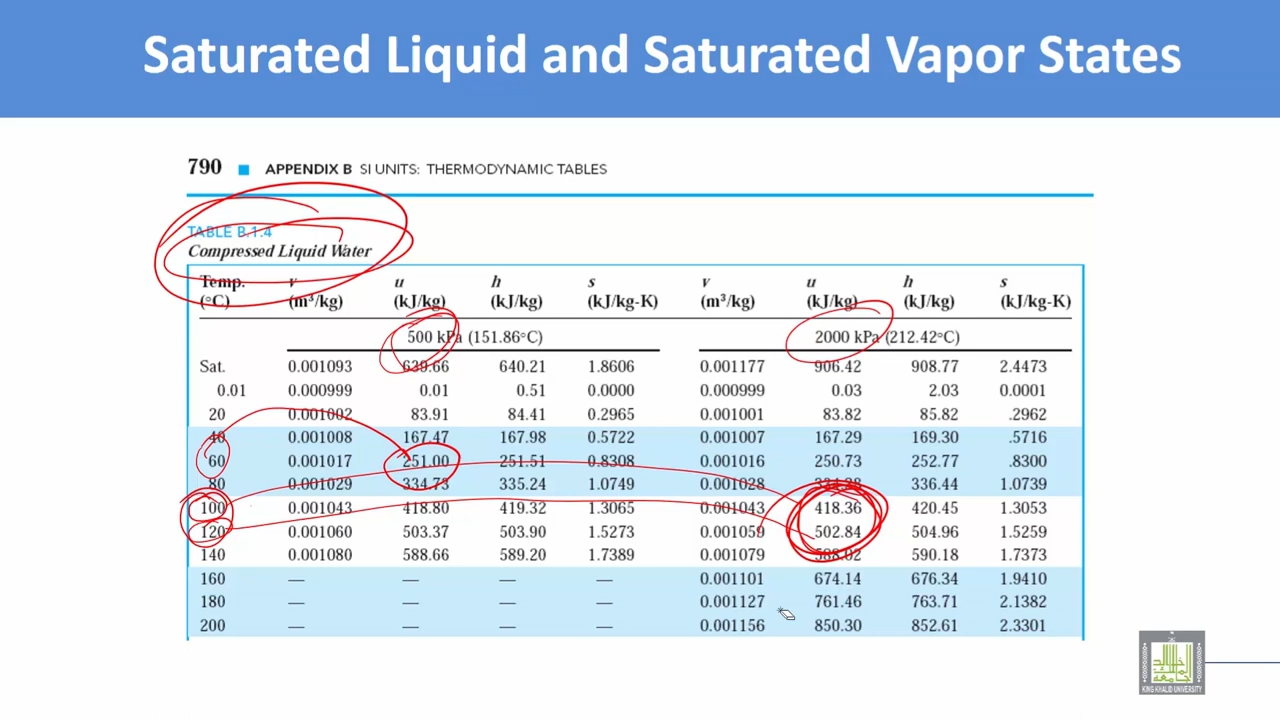 Saturated Liquid and Saturated Vapor States
790 ■ APPENDIX B SI UNITS: THERMODYNAMIC TABLES
TABLE B.1.4
Compressed Liquid Water
Temp. v u h s v u h s
(°C) (m³/kg) (kJ/kg) (kJ/kg) (kJ/kg-K) (m³/kg) (kJ/kg) (kJ/kg) (kJ/kg-K)
500 kPa (151.86°C) 2000 kPa (212.42°C)
Sat. 0.001093 639.66 640.21 1.8606 0.001177 906.42 908.77 2.4473
0.01 0.000999 0.01 0.51 0.0000 0.000999 0.03 2.03 0.0001
20 0.001002 83.91 84.41 0.2965 0.001001 83.82 85.82 .2962
40 0.001008 167.47 167.98 0.5722 0.001007 167.29 169.30 .5716
60 0.001017 251.00 251.51 0.8308 0.001016 250.73 252.77 .8300
80 0.001029 334.73 335.24 1.0749 0.001028 334.38 336.44 1.0739
100 0.001043 418.80 419.32 1.3065 0.001043 418.36 420.45 1.3053
120 0.001060 503.37 503.90 1.5273 0.001059 502.84 504.96 1.5259
140 0.001080 588.66 589.20 1.7389 0.001079 588.02 590.18 1.7373
160 — — — — 0.001101 674.14 676.34 1.9410
180 — — — — 0.001127 761.46 763.71 2.1382
200 — — — — 0.001156 850.30 852.61 2.3301
KING KHALID UNIVERSITY